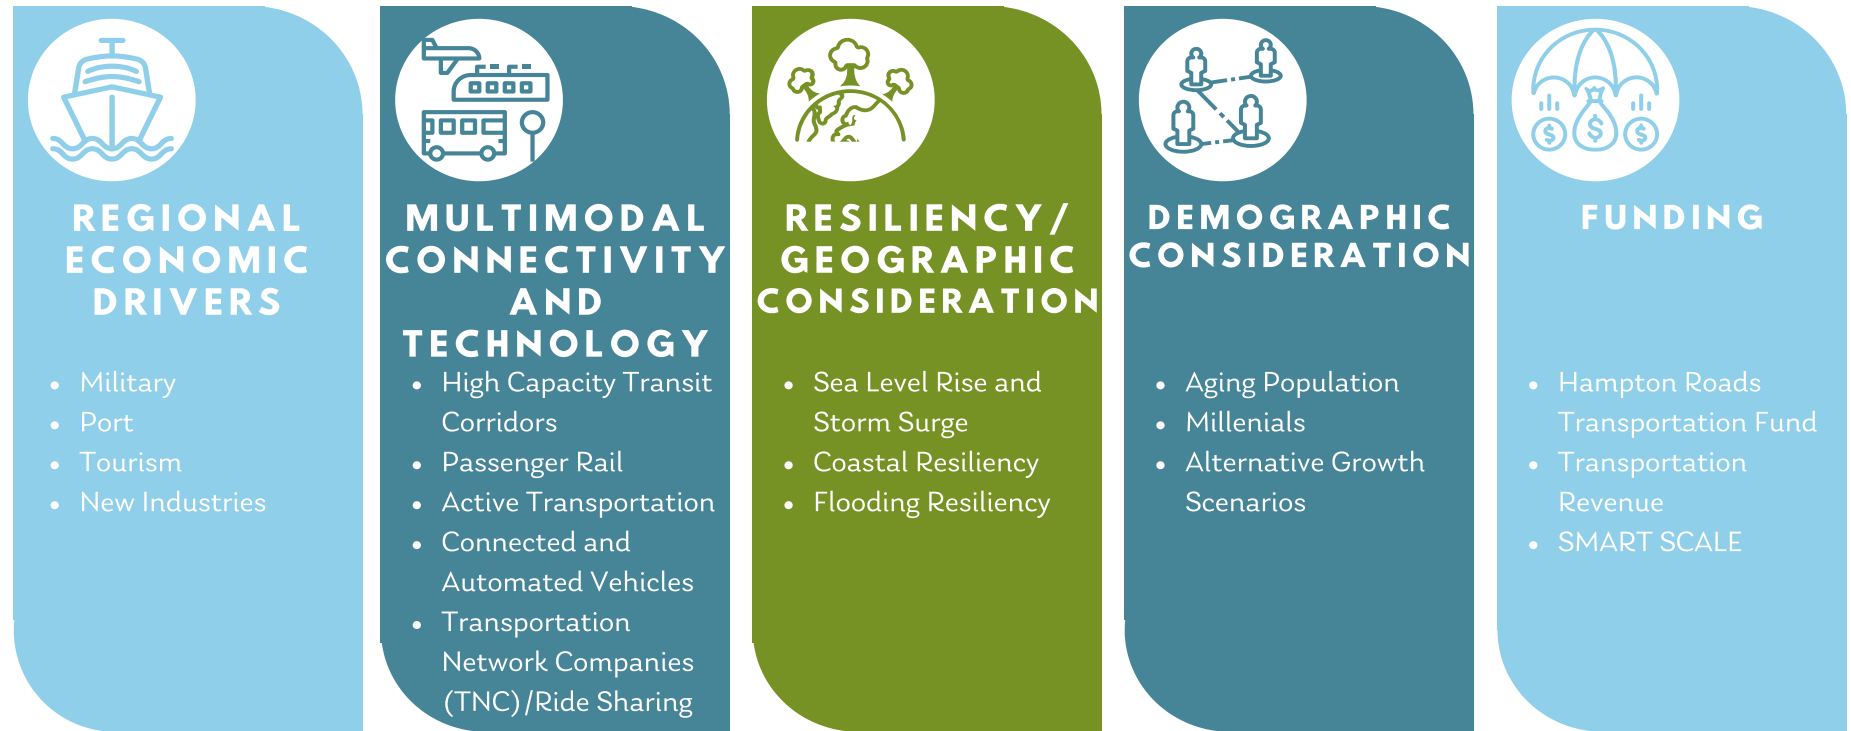 REGIONAL
ECONOMIC
DRIVERS
• Military
• Port
• Tourism
• New Industries
MULTIMODAL
CONNECTIVITY
AND
TECHNOLOGY
• High Capacity Transit
Corridors
• Passenger Rail
• Active Transportation
• Connected and
Automated Vehicles
• Transportation
Network Companies
(TNC)/Ride Sharing
RESILIENCY/
GEOGRAPHIC
CONSIDERATION
• Sea Level Rise and
Storm Surge
• Coastal Resiliency
• Flooding Resiliency
DEMOGRAPHIC
CONSIDERATION
• Aging Population
• Millenials
• Alternative Growth
Scenarios
$ $ $
FUNDING
• Hampton Roads
Transportation Fund
• Transportation
Revenue
• SMART SCALE